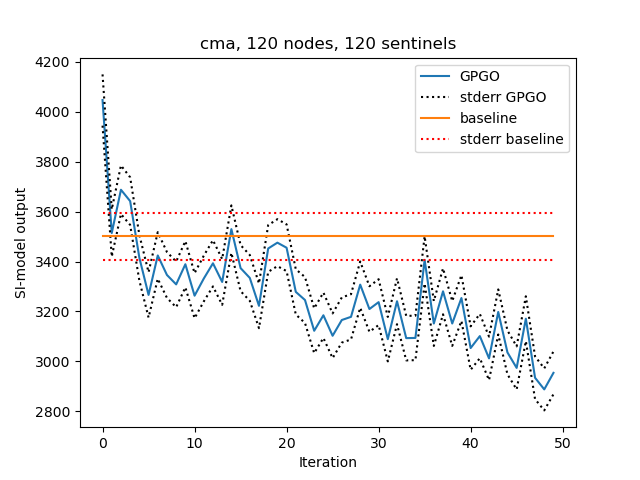 cma, 120 nodes, 120 sentinels
4200
4000
3800
3600
3400
3200
3000
2800
SI-model output
GPGO
stderr GPGO
baseline
stderr baseline
0 10 20 30 40 50
Iteration